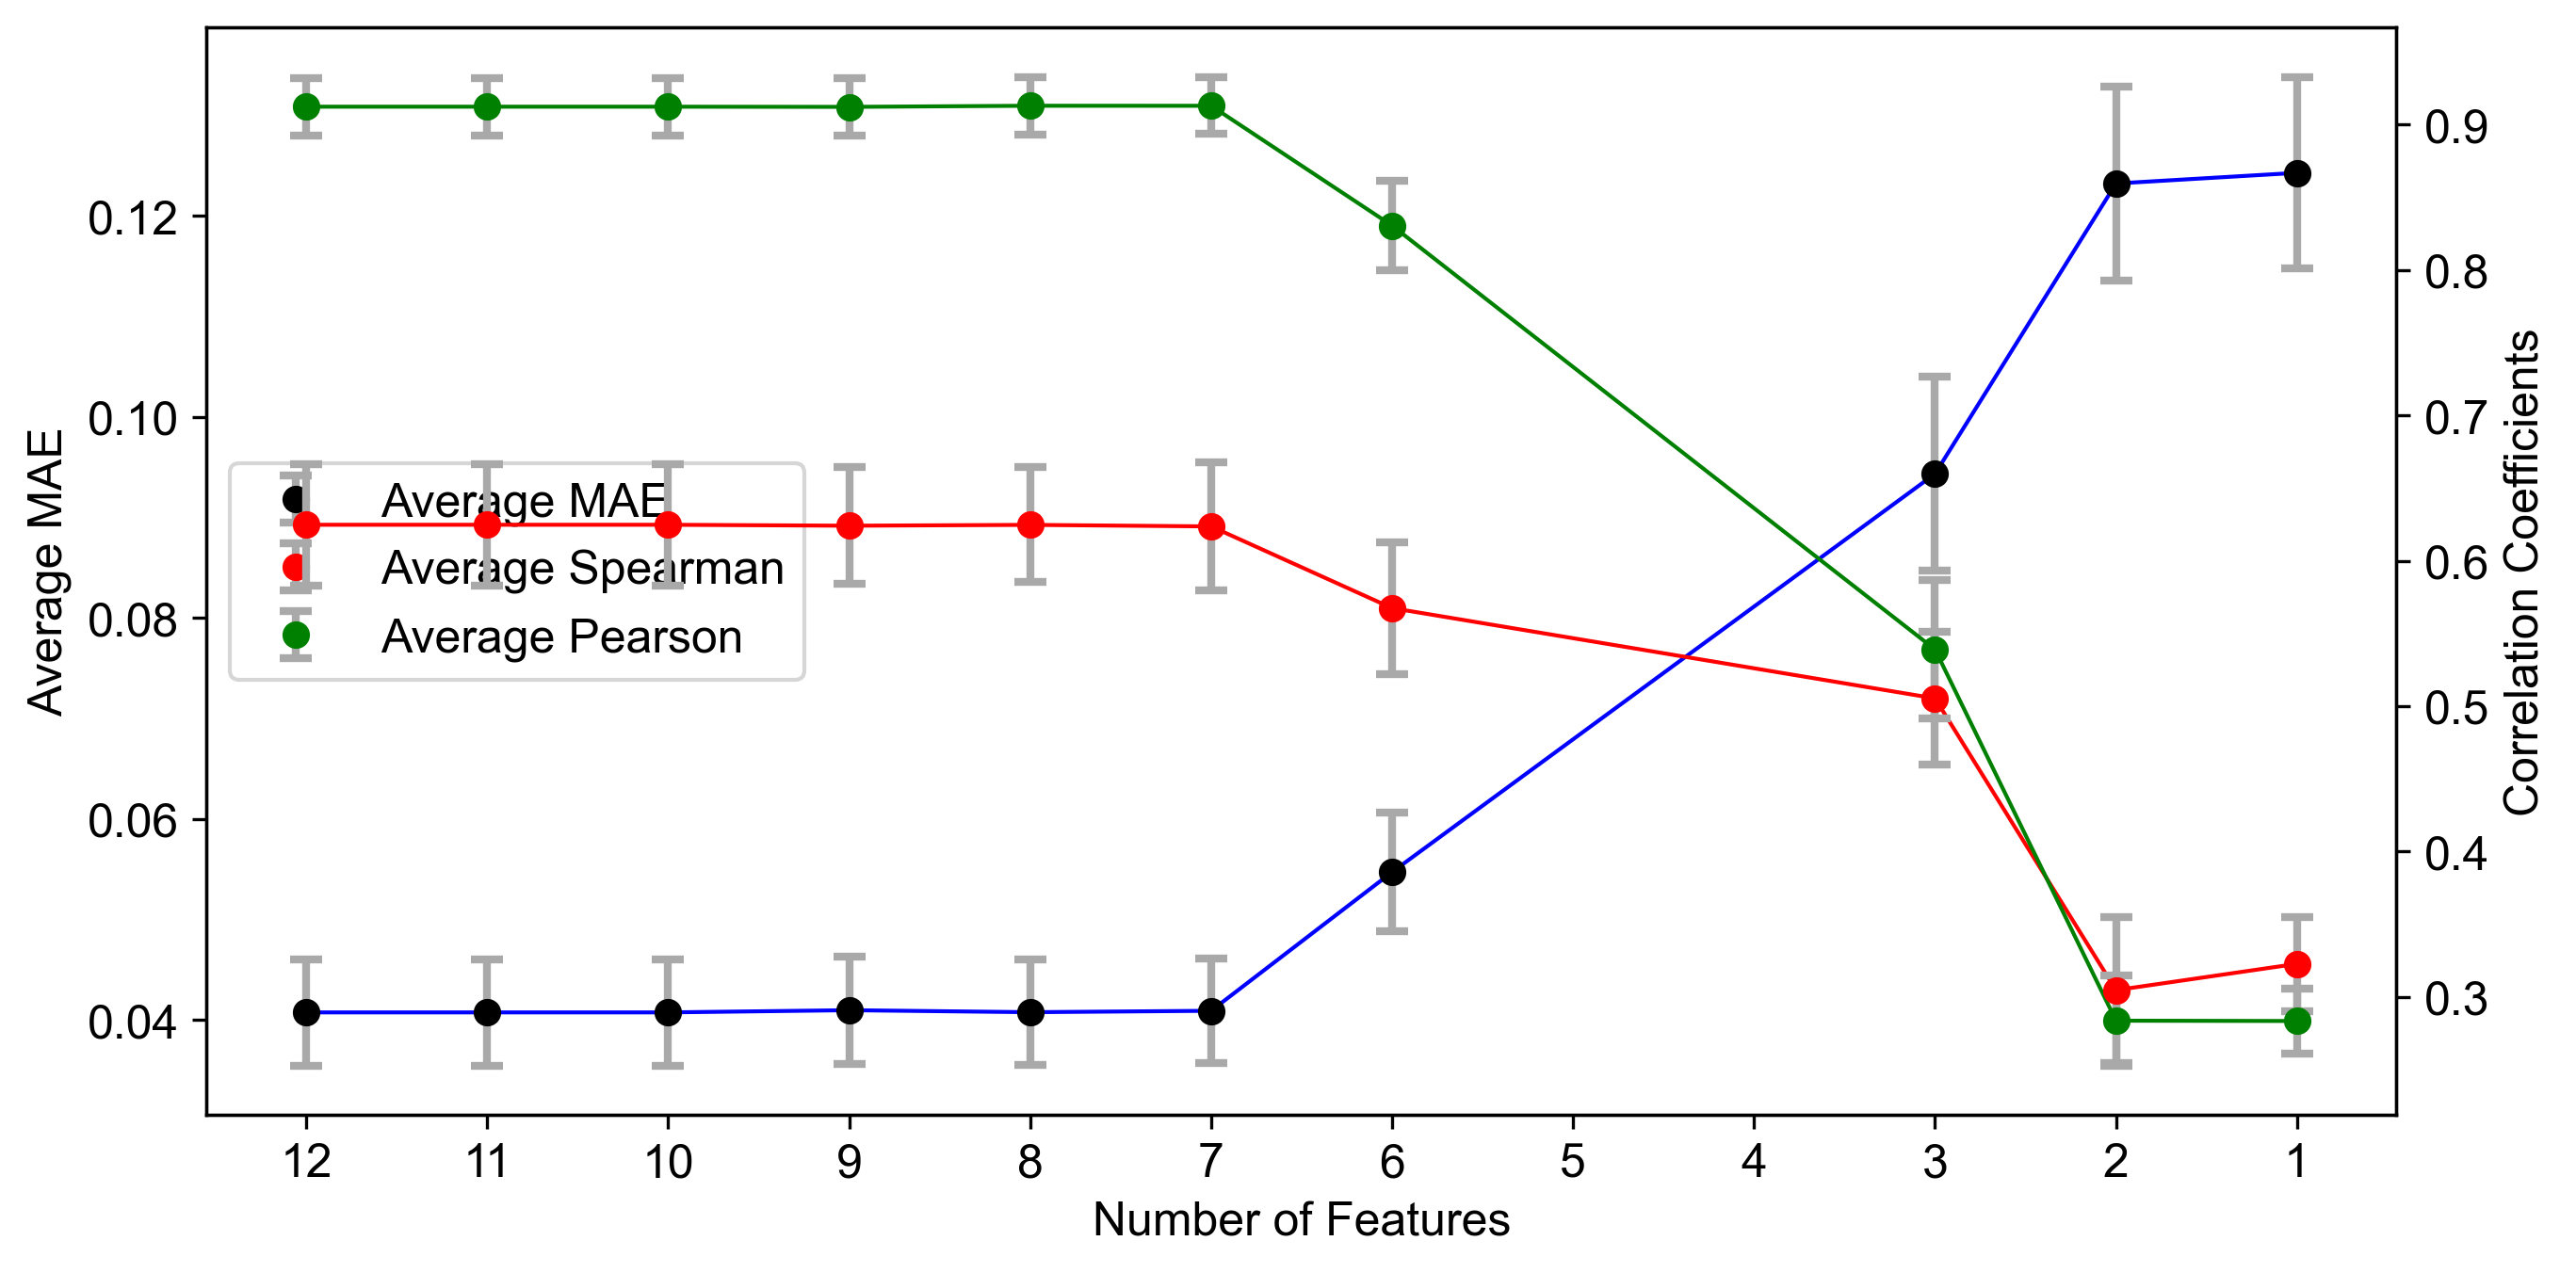 0.12
0.10
0.08
0.06
0.04
Average MAE
Average MAE
Average Spearman
Average Pearson
0.9
0.8
0.7
0.6
0.5
0.4
0.3
Correlation Coefficients
12 11 10 9 8 7 6 5 4 3 2 1
Number of Features